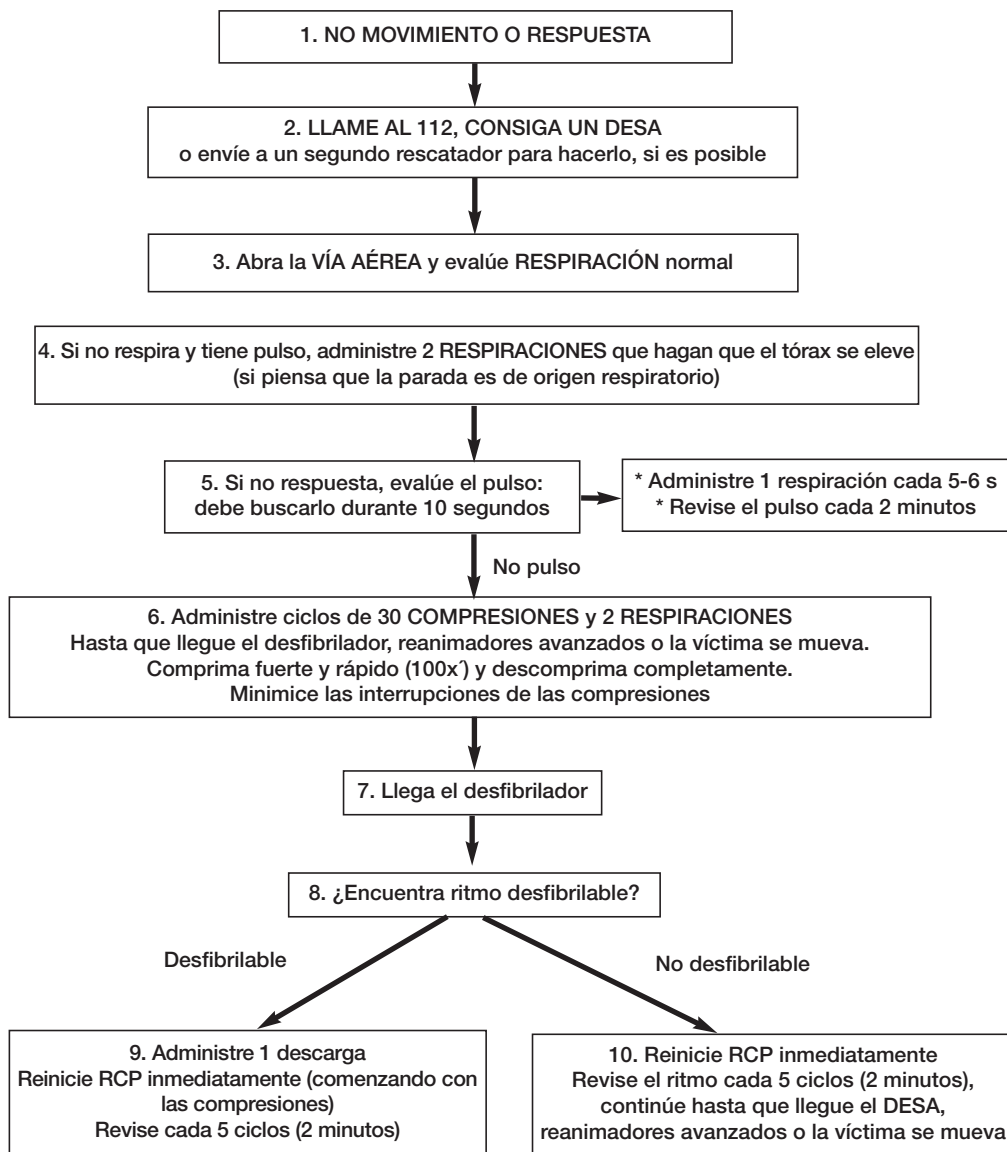 1. NO MOVIMIENTO O RESPUESTA
2. LLAME AL 112, CONSIGA UN DESA
o envíe a un segundo rescatador para hacerlo, si es posible
3. Abra la VÍA AÉREA y evalúe RESPIRACIÓN normal
4. Si no respira y tiene pulso, administre 2 RESPIRACIONES que hagan que el tórax se eleve
(si piensa que la parada es de origen respiratorio)
5. Si no respuesta, evalúe el pulso:
debe buscarlo durante 10 segundos
* Administre 1 respiración cada 5-6 s
* Revise el pulso cada 2 minutos
No pulso
6. Administre ciclos de 30 COMPRESIONES y 2 RESPIRACIONES
Hasta que llegue el desfibrilador, reanimadores avanzados o la víctima se mueva.
Comprima fuerte y rápido (100x´) y descomprima completamente.
Minimice las interrupciones de las compresiones
7. Llega el desfibrilador
8. ¿Encuentra ritmo desfibrilable?
Desfibrilable
No desfibrilable
9. Administre 1 descarga
Reinicie RCP inmediatamente (comenzando con
las compresiones)
Revise cada 5 ciclos (2 minutos)
10. Reinicie RCP inmediatamente
Revise el ritmo cada 5 ciclos (2 minutos),
continúe hasta que llegue el DESA,
reanimadores avanzados o la víctima se mueva